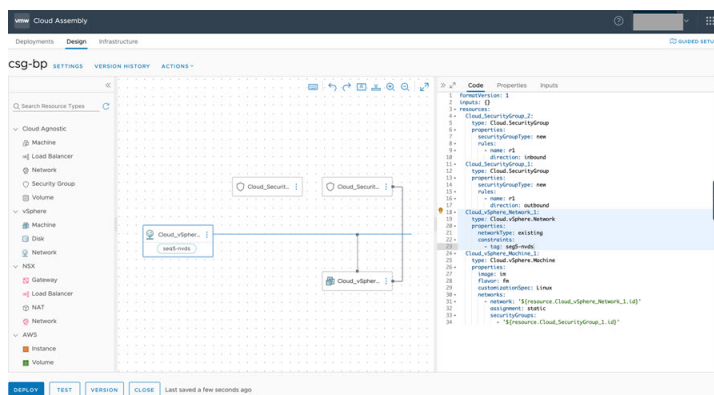 vmw Cloud Assembly
Deployments Design Infrastructure
GUIDED SETU
csg-bp SETTINGS VERSION HISTORY ACTIONS
Search Resource Types
Cloud Agnostic
Machine
Load Balancer
Network
Security Group
Volume
vSphere
Machine
Disk
Network
NSX
Gateway
Load Balancer
NAT
Network
AWS
Instance
Volume
Cloud_Securit...
Cloud_Securit...
Cloud_vSpher...
seg5-nvds
Cloud_vSpher...
Code Properties Inputs
1 formatVersion: 1
2 inputs: {}
3 resources:
4 Cloud_SecurityGroup_2:
5 type: Cloud.SecurityGroup
6 properties:
7 securityGroupType: new
8 rules:
9 - name: r1
10 direction: inbound
11 Cloud_SecurityGroup_1:
12 type: Cloud.SecurityGroup
13 properties:
14 securityGroupType: new
15 rules:
16 - name: r1
17 direction: outbound
18 Cloud_vSphere_Network_1:
19 type: Cloud.vSphere.Network
20 properties:
21 networkType: existing
22 constraints:
23 - tag: seg5-nvds
24 Cloud_vSphere_Machine_1:
25 type: Cloud.vSphere.Machine
26 properties:
27 image: im
28 flavor: fm
29 customizationSpec: Linux
30 networks:
31 - network: '${resource.Cloud_vSphere_Network_1.id}'
32 assignment: static
33 securityGroups:
34 - '${resource.Cloud_SecurityGroup_1.id}'
DEPLOY TEST VERSION CLOSE Last saved a few seconds ago